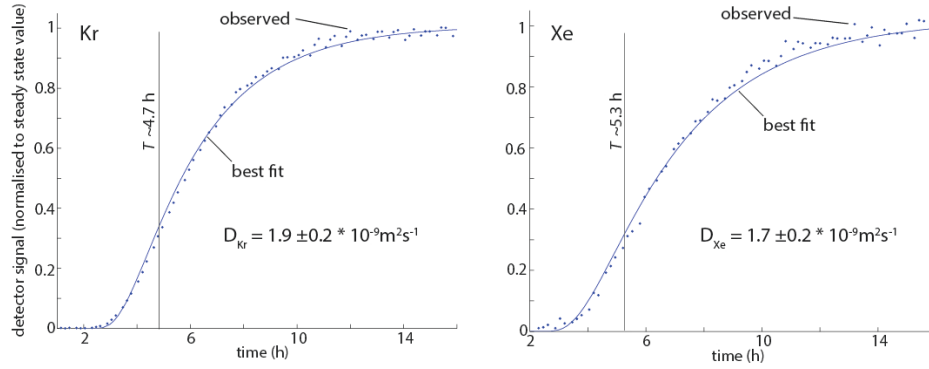 detector signal (normalised to steady state value)
Kr
observed
T ~4.7 h
best fit
D_Kr = 1.9 ±0.2 * 10⁻⁹m²s⁻¹
1
0.8
0.6
0.4
0.2
0
2 6 10 14
time (h)
Xe
observed
T ~5.3 h
best fit
D_Xe = 1.7 ±0.2 * 10⁻⁹m²s⁻¹
1
0.8
0.6
0.4
0.2
0
2 6 10 14
time (h)